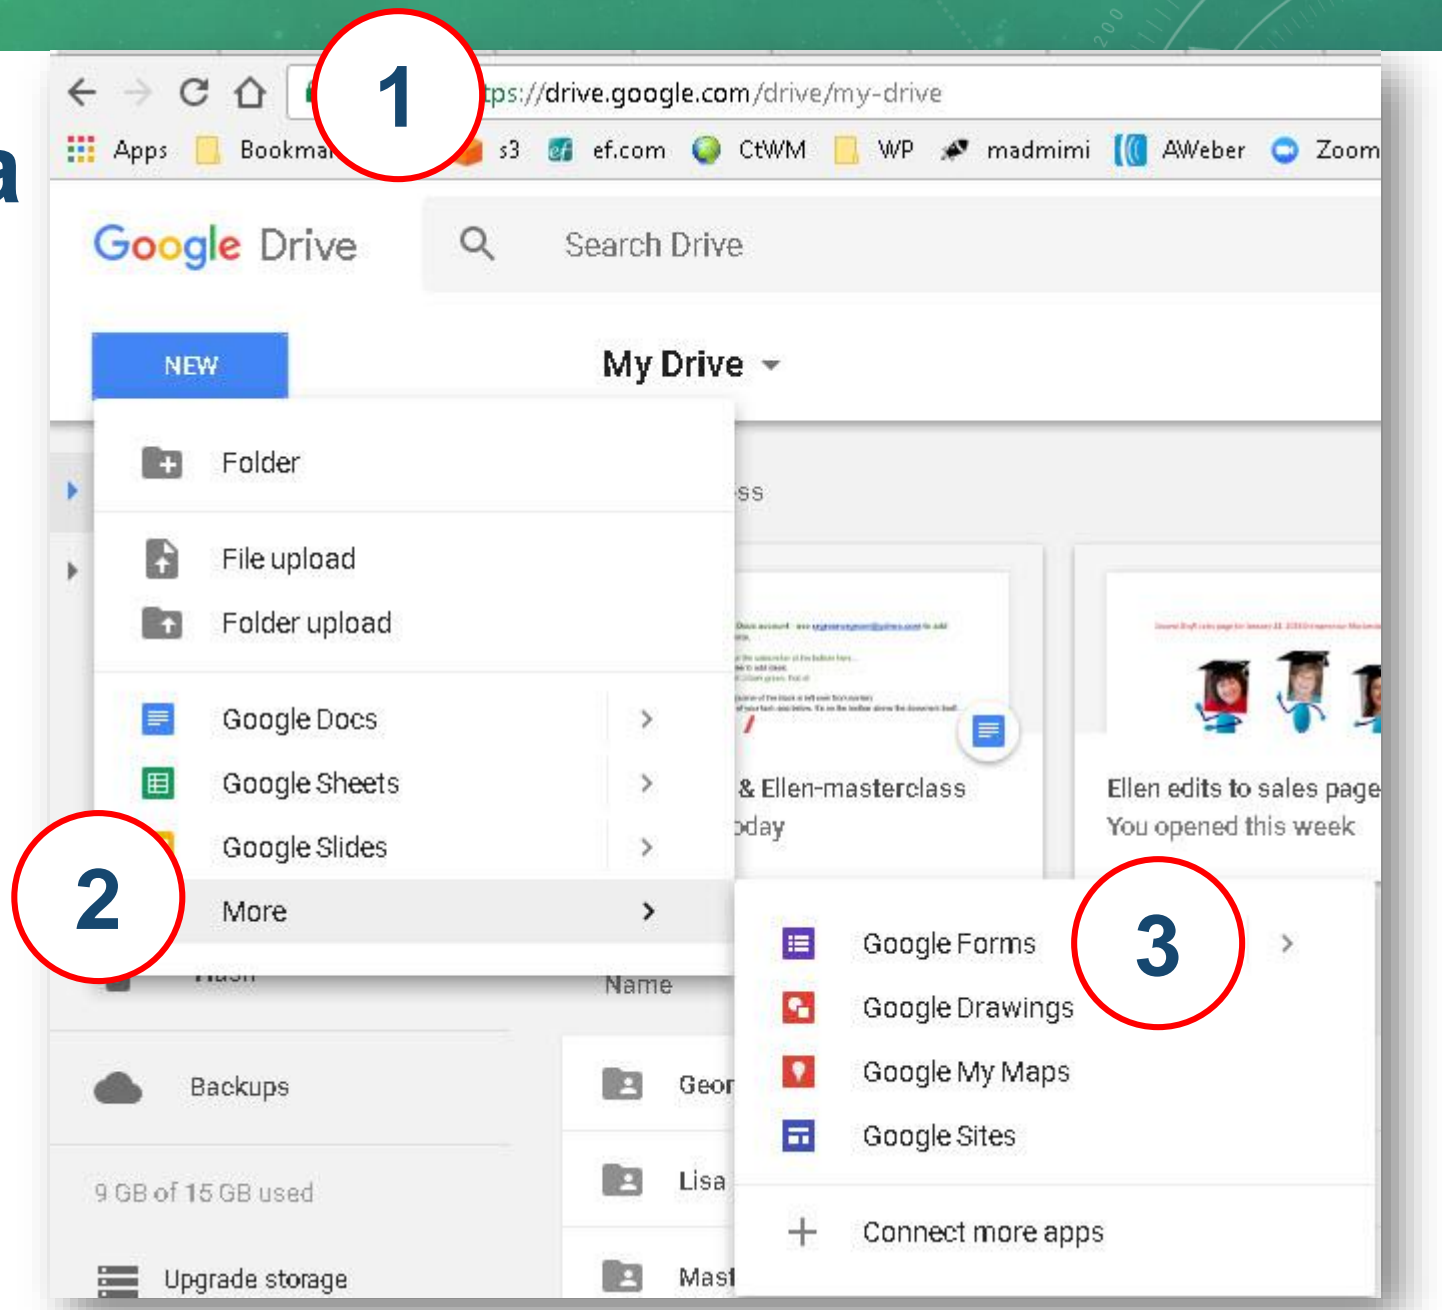 200
1
tps://drive.google.com/drive/my-drive
a
Apps
s3
ef.com
CtWM
WP
madmimi
AWeber
Zoom
Google Drive
Search Drive
NEW
My Drive
Folder
ss
File upload
Folder upload
Google Docs
Google Sheets
& Ellen-masterclass
Ellen edits to sales page
oday
You opened this week
Google Slides
2
More
3
Google Forms
Name
Google Drawings
Google My Maps
Backups
Geor
Google Sites
Lisa
9 GB of 15 GB used
Connect more apps
Upgrade storage
Mast